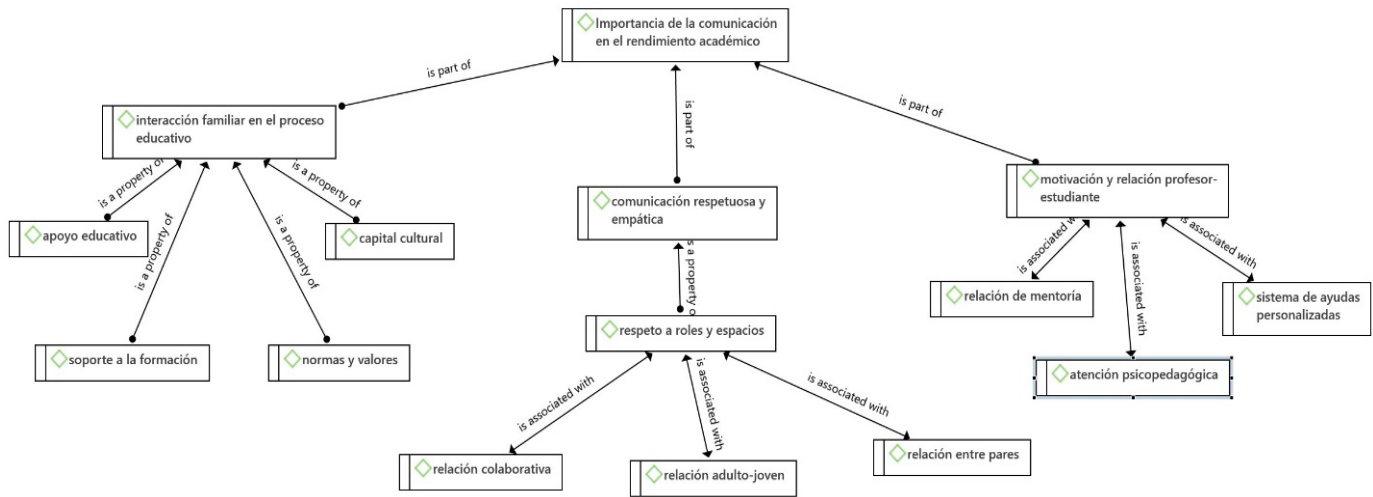 Importancia de la comunicación
en el rendimiento académico
is part of
is part of
is part of
interacción familiar en el proceso
educativo
motivación y relación profesor-
estudiante
comunicación respetuosa y
empática
is a property of
is a property of
is a property of
is a property of
apoyo educativo
capital cultural
soporte a la formación
normas y valores
s a property o
respeto a roles y espacios
is associated with
is associated with
is associated with
relación colaborativa
relación adulto-joven
relación entre pares
is associated w
is associated with
is associated with
relación de mentoría
sistema de ayudas
personalizadas
atención psicopedagógica